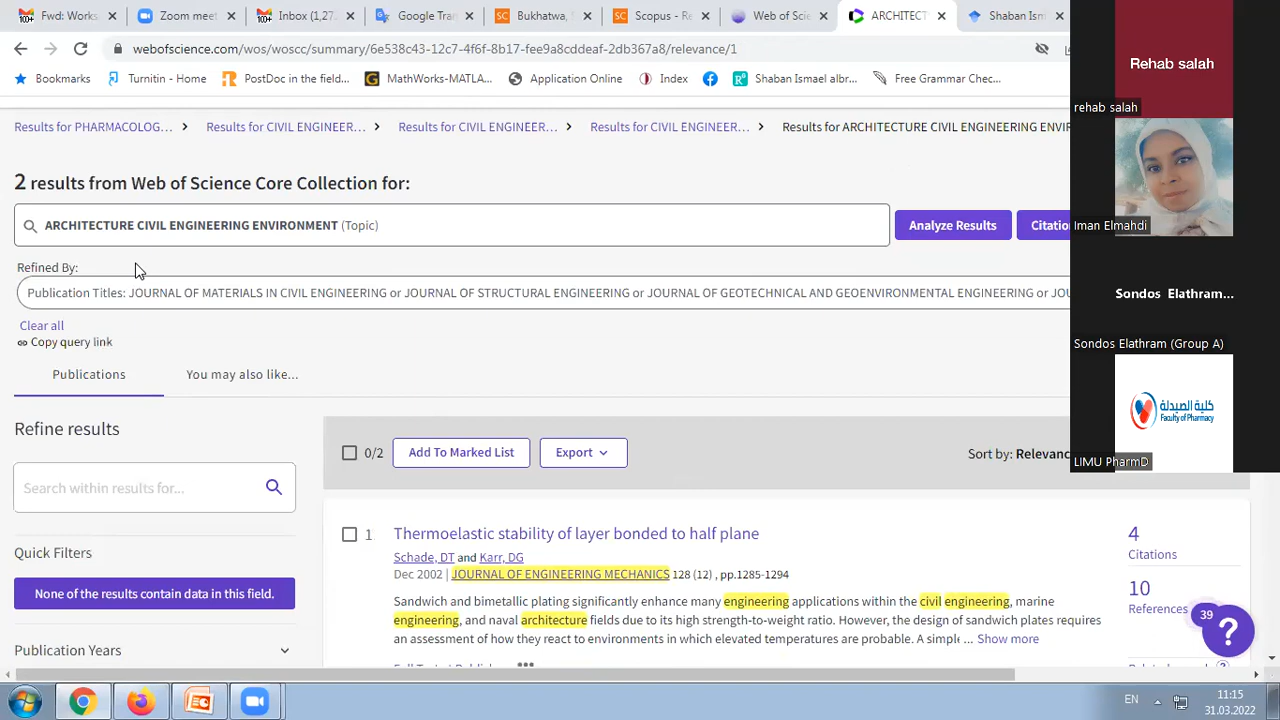 Fwd: Works
Zoom meet
Inbox (1,27
Google Tran
Bukhatwa, S
Scopus - Re
Web of Scie
ARCHITECT
Shaban Ism
webofscience.com/wos/woscc/summary/6e538c43-12c7-4f6f-8b17-fee9a8cddeaf-2db367a8/relevance/1
Bookmarks
Turnitin - Home
PostDoc in the field...
MathWorks-MATLA...
Application Online
Index
Shaban Ismael albr...
Free Grammar Chec...
Results for PHARMACOLOG... > Results for CIVIL ENGINEER... > Results for CIVIL ENGINEER... > Results for CIVIL ENGINEER... > Results for ARCHITECTURE CIVIL ENGINEERING ENVI
2 results from Web of Science Core Collection for:
ARCHITECTURE CIVIL ENGINEERING ENVIRONMENT (Topic)
Analyze Results
Citatio
Refined By:
Publication Titles: JOURNAL OF MATERIALS IN CIVIL ENGINEERING or JOURNAL OF STRUCTURAL ENGINEERING or JOURNAL OF GEOTECHNICAL AND GEOENVIRONMENTAL ENGINEERING or JOU
Clear all
Copy query link
Publications
You may also like...
Refine results
Search within results for...
Quick Filters
None of the results contain data in this field.
Publication Years
0/2
Add To Marked List
Export
Sort by: Relevanc
1
Thermoelastic stability of layer bonded to half plane
Schade, DT and Karr, DG
Dec 2002 | JOURNAL OF ENGINEERING MECHANICS 128 (12) , pp.1285-1294
Sandwich and bimetallic plating significantly enhance many engineering applications within the civil engineering, marine
engineering, and naval architecture fields due to its high strength-to-weight ratio. However, the design of sandwich plates requires
an assessment of how they react to environments in which elevated temperatures are probable. A simple ... Show more
4
Citations
10
References
39
Rehab salah
rehab salah
Iman Elmahdi
Sondos Elathram...
Sondos Elathram (Group A)
كلية الصيدلة
Faculty of Pharmacy
LIMU PharmD
EN
11:15
31.03.2022